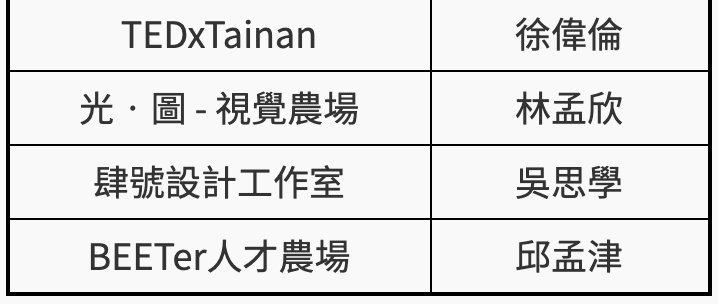 TEDxTainan 徐偉倫
光・圖 - 視覺農場 林孟欣
肆號設計工作室 吳思學
BEETer人才農場 邱孟津